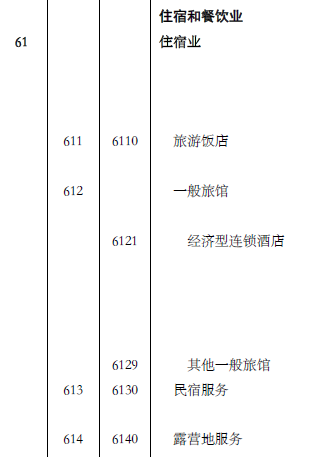 住宿和餐饮业
61 住宿业
611 6110 旅游饭店
612 一般旅馆
6121 经济型连锁酒店
6129 其他一般旅馆
613 6130 民宿服务
614 6140 露营地服务